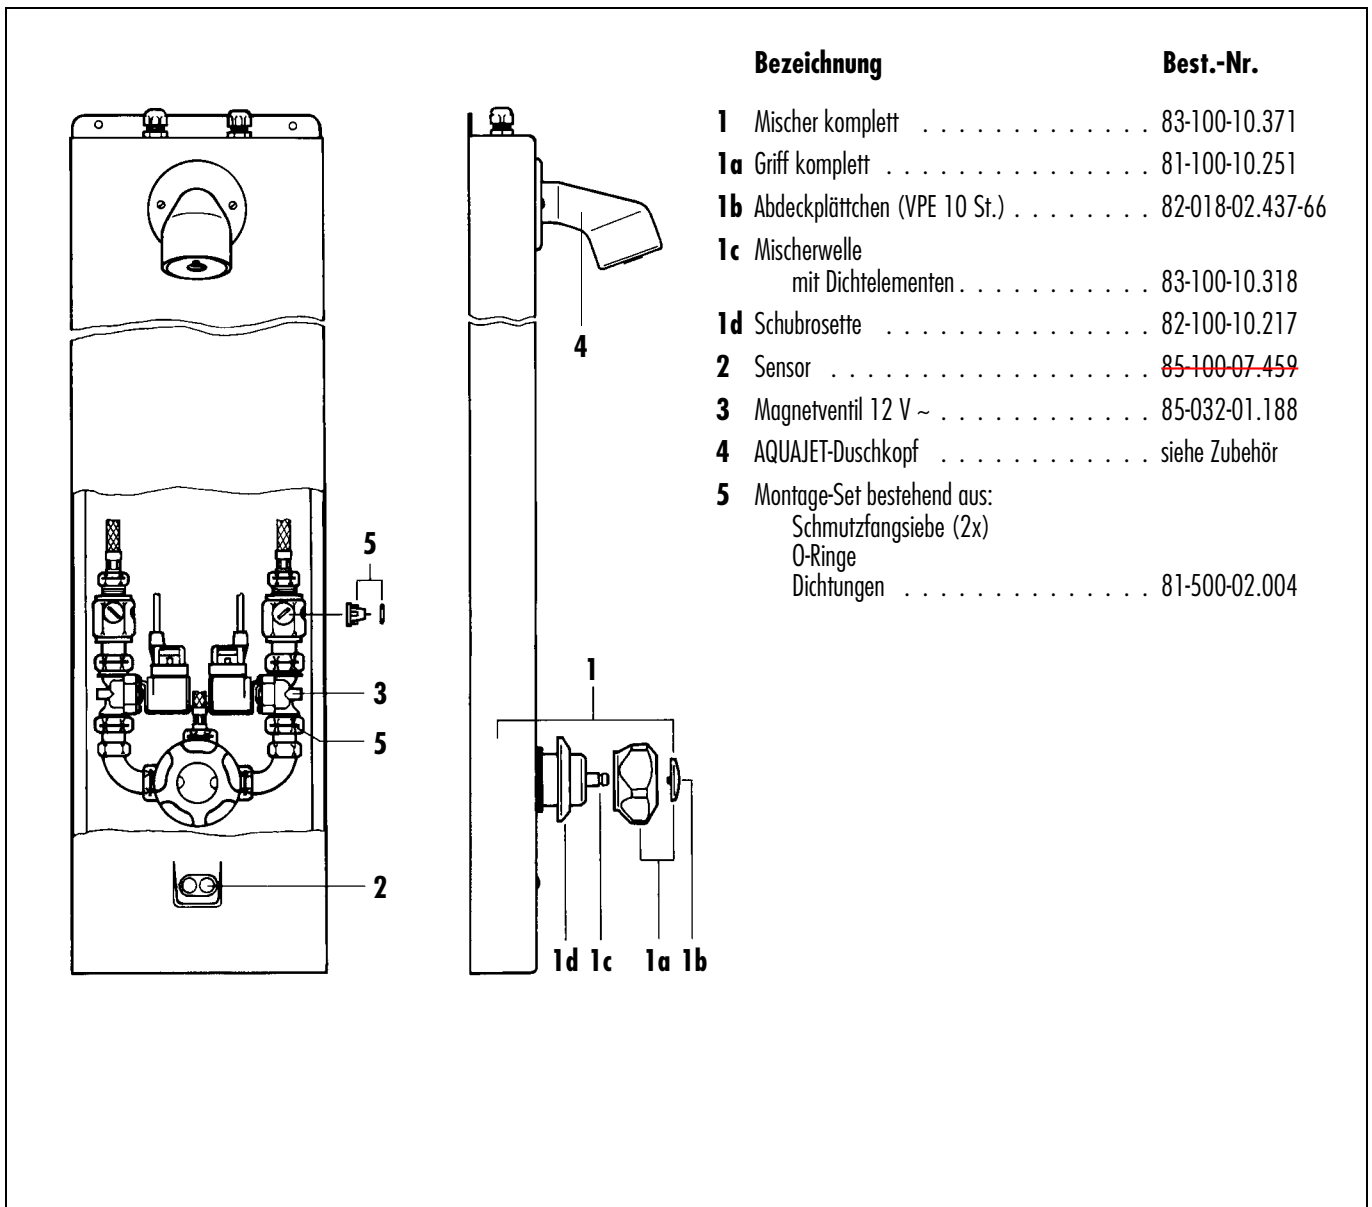 Bezeichnung Best.-Nr.
1 Mischer komplett . . . . . . . . . . . . . 83-100-10.371
1a Griff komplett . . . . . . . . . . . . . . . 81-100-10.251
1b Abdeckplättchen (VPE 10 St.) . . . . . . . . 82-018-02.437-66
1c Mischerwelle
mit Dichtelementen . . . . . . . . . . . 83-100-10.318
1d Schubrosette . . . . . . . . . . . . . . . 82-100-10.217
2 Sensor . . . . . . . . . . . . . . . . . . 85-100-07.459
3 Magnetventil 12 V ~ . . . . . . . . . . . . 85-032-01.188
4 AQUAJET-Duschkopf . . . . . . . . . . . . siehe Zubehör
5 Montage-Set bestehend aus:
Schmutzfangsiebe (2x)
O-Ringe
Dichtungen . . . . . . . . . . . . . . 81-500-02.004
4
5
3
5
2
1
1d 1c 1a 1b